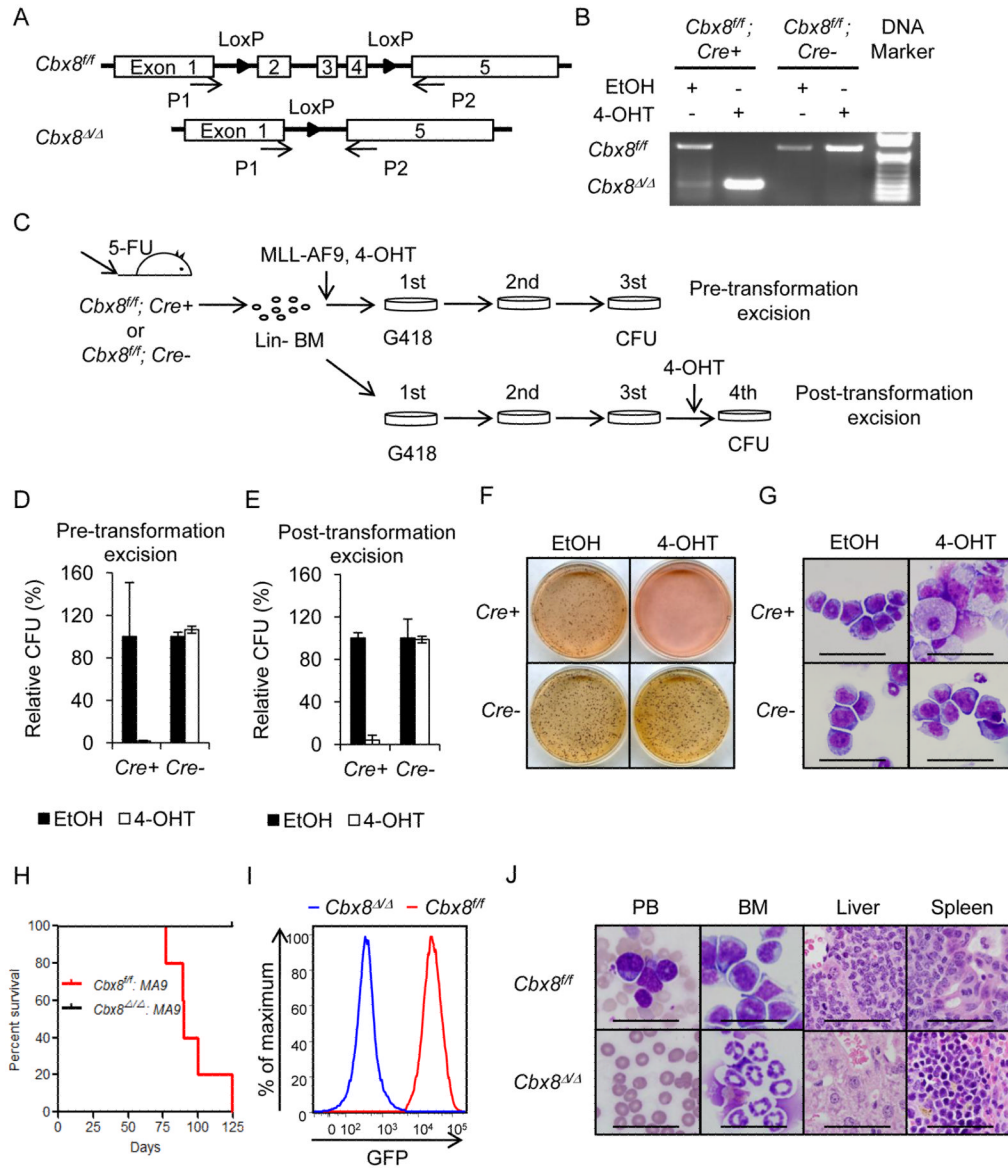 A
LoxP LoxP
Cbx8f/f
Exon 1 2 3 4 5
P1 LoxP P2
Cbx8Δ/Δ
Exon 1 5
P1 P2
B
Cbx8f/f; Cbx8f/f; DNA
Cre+ Cre- Marker
EtOH + - + -
4-OHT - + - +
Cbx8f/f
Cbx8Δ/Δ
C
5-FU
MLL-AF9, 4-OHT
Cbx8f/f; Cre+
or
Cbx8f/f; Cre-
Lin- BM
1st 2nd 3st
G418 CFU
Pre-transformation
excision
4-OHT
1st 2nd 3st 4th
G418 CFU
Post-transformation
excision
D
Pre-transformation
excision
Relative CFU (%)
160
120
80
40
0
Cre+ Cre-
EtOH 4-OHT
E
Post-transformation
excision
Relative CFU (%)
160
120
80
40
0
Cre+ Cre-
EtOH 4-OHT
F
EtOH 4-OHT
Cre+
Cre-
G
EtOH 4-OHT
Cre+
Cre-
H
Percent survival
100
80
60
40
20
0
Cbx8f/f: MA9
Cbx8Δ/Δ: MA9
0 25 50 75 100 125
Days
I
Cbx8Δ/Δ Cbx8f/f
% of maximum
100
80
60
40
20
0
0 10² 10³ 10⁴ 10⁵
GFP
J
PB BM Liver Spleen
Cbx8f/f
Cbx8Δ/Δ